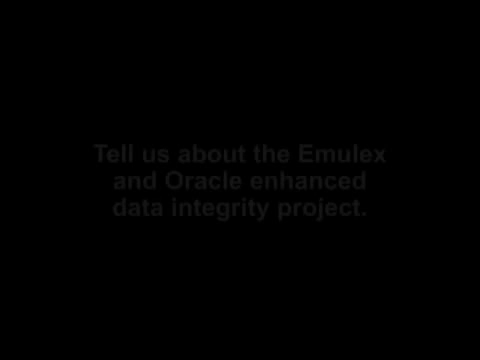 Tell us about the Emulex
and Oracle enhanced
data integrity project.